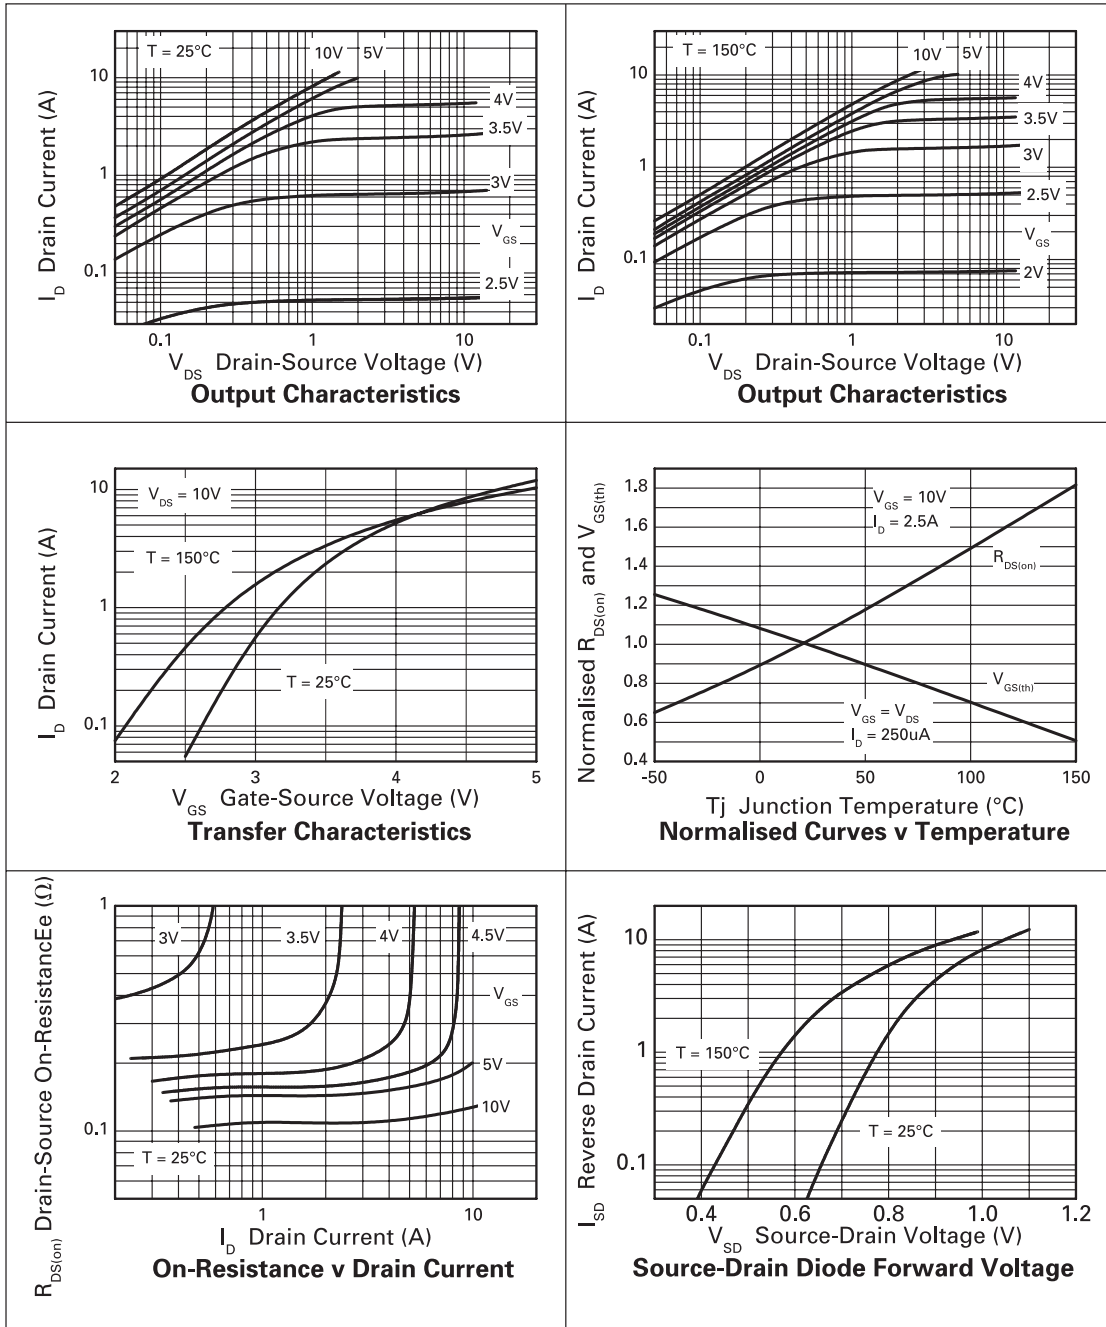 T = 25°C
10V
5V
4V
3.5V
3V
V_GS
2.5V
10
1
0.1
I_D Drain Current (A)
0.1
1
10
V_DS Drain-Source Voltage (V)
Output Characteristics
T = 150°C
10V
5V
4V
3.5V
3V
2.5V
V_GS
2V
10
1
0.1
I_D Drain Current (A)
0.1
1
10
V_DS Drain-Source Voltage (V)
Output Characteristics
V_DS = 10V
T = 150°C
T = 25°C
10
1
0.1
I_D Drain Current (A)
2
3
4
5
V_GS Gate-Source Voltage (V)
Transfer Characteristics
V_GS = 10V
I_D = 2.5A
R_DS(on)
V_GS(th)
V_GS = V_DS
I_D = 250uA
1.8
1.6
1.4
1.2
1.0
0.8
0.6
0.4
Normalised R_DS(on) and V_GS(th)
-50
0
50
100
150
Tj Junction Temperature (°C)
Normalised Curves v Temperature
3V
3.5V
4V
4.5V
V_GS
5V
10V
T = 25°C
1
0.1
R_DS(on) Drain-Source On-ResistancEe (Ω)
1
10
I_D Drain Current (A)
On-Resistance v Drain Current
T = 150°C
T = 25°C
10
1
0.1
I_SD Reverse Drain Current (A)
0.4
0.6
0.8
1.0
1.2
V_SD Source-Drain Voltage (V)
Source-Drain Diode Forward Voltage